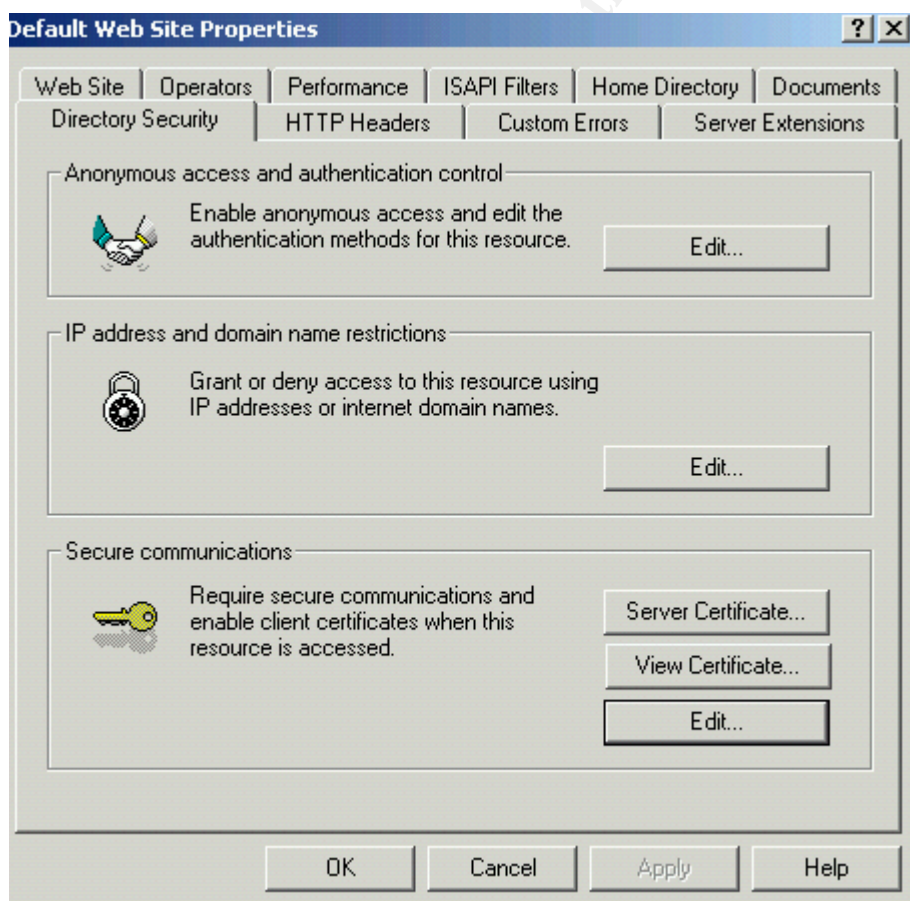 Default Web Site Properties
Web Site Operators Performance ISAPI Filters Home Directory Documents
Directory Security HTTP Headers Custom Errors Server Extensions
Anonymous access and authentication control
Enable anonymous access and edit the
authentication methods for this resource.
Edit...
IP address and domain name restrictions
Grant or deny access to this resource using
IP addresses or internet domain names.
Edit...
Secure communications
Require secure communications and
enable client certificates when this
resource is accessed.
Server Certificate...
View Certificate...
Edit...
OK Cancel Apply Help